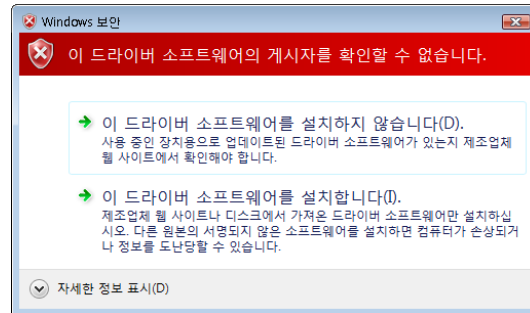 Windows 보안
이 드라이버 소프트웨어의 게시자를 확인할 수 없습니다.
이 드라이버 소프트웨어를 설치하지 않습니다(D).
사용 중인 장치용으로 업데이트된 드라이버 소프트웨어가 있는지 제조업체
웹 사이트에서 확인해야 합니다.
이 드라이버 소프트웨어를 설치합니다(I).
제조업체 웹 사이트나 디스크에서 가져온 드라이버 소프트웨어만 설치하십
시오. 다른 원본의 서명되지 않은 소프트웨어를 설치하면 컴퓨터가 손상되거
나 정보를 도난당할 수 있습니다.
자세한 정보 표시(D)